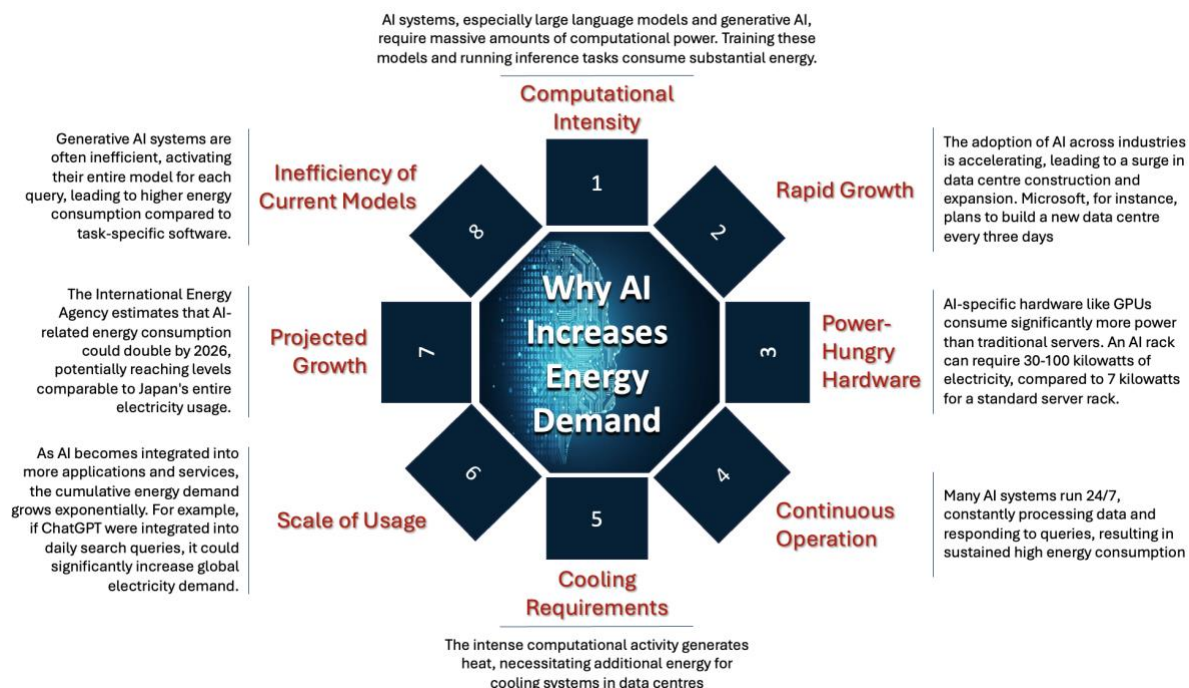 AI systems, especially large language models and generative AI,
require massive amounts of computational power. Training these
models and running inference tasks consume substantial energy.
Computational
Intensity
1
Rapid Growth
2
The adoption of AI across industries
is accelerating, leading to a surge in
data centre construction and
expansion. Microsoft, for instance,
plans to build a new data centre
every three days
Power-
Hungry
Hardware
3
AI-specific hardware like GPUs
consume significantly more power
than traditional servers. An AI rack
can require 30-100 kilowatts of
electricity, compared to 7 kilowatts
for a standard server rack.
Continuous
Operation
4
Many AI systems run 24/7,
constantly processing data and
responding to queries, resulting in
sustained high energy consumption
5
Cooling
Requirements
The intense computational activity generates
heat, necessitating additional energy for
cooling systems in data centres
6
Scale of Usage
As AI becomes integrated into
more applications and services,
the cumulative energy demand
grows exponentially. For example,
if ChatGPT were integrated into
daily search queries, it could
significantly increase global
electricity demand.
7
Projected
Growth
The International Energy
Agency estimates that AI-
related energy consumption
could double by 2026,
potentially reaching levels
comparable to Japan's entire
electricity usage.
8
Inefficiency of
Current Models
Generative AI systems are
often inefficient, activating
their entire model for each
query, leading to higher energy
consumption compared to
task-specific software.
Why AI
Increases
Energy
Demand